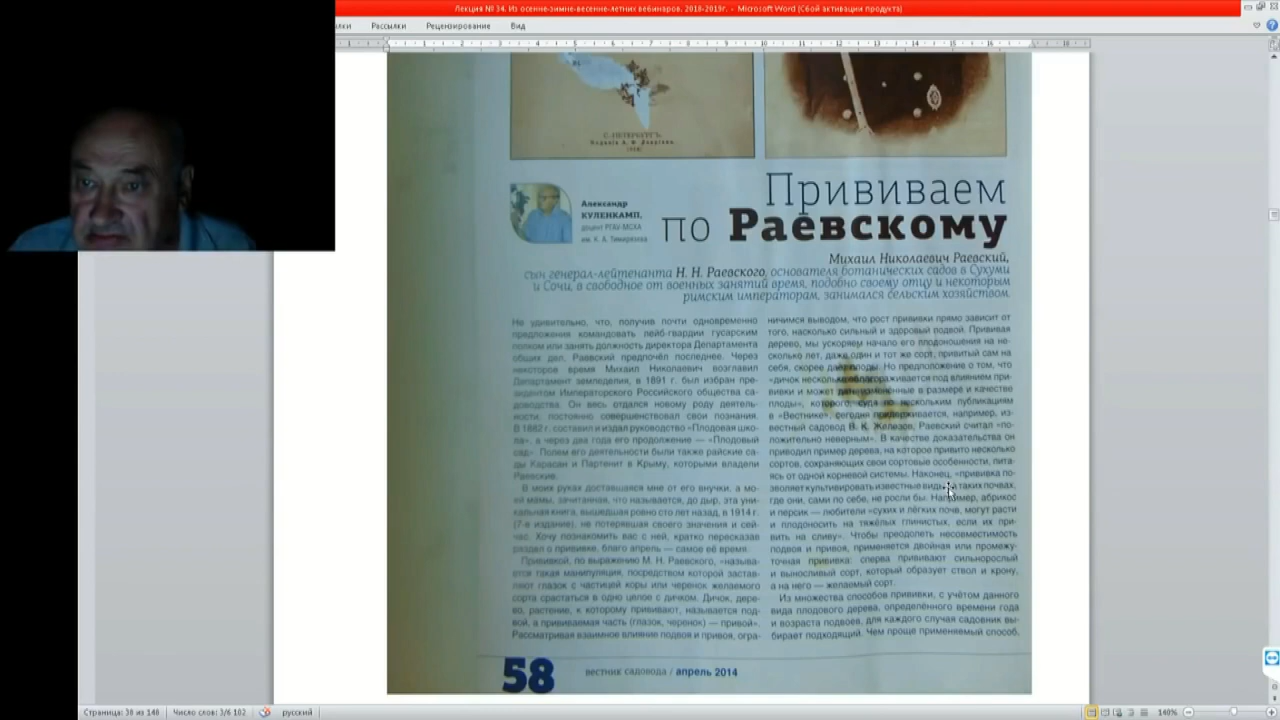 Лекция № 34. Из осенне-зимне-весенне-летних вебинаров, 2018-2019г. - Microsoft Word (Сбой активации продукта)
лки Рассылки Рецензирование Вид
С. ПЕТЕРБУРГЪ
Прививаем
по Раевскому
Александр
КУЛЕНКАМП,
доцент РГАУ-МСХА
им. К. А. Тимирязева
Михаил Николаевич Раевский,
сын генерал-лейтенанта Н. Н. Раевского, основателя ботанических садов в Сухуми
и Сочи, в свободное от военных занятий время, подобно своему отцу и некоторым
римским императорам, занимался сельским хозяйством.
Не удивительно, что, получив почти одновременно
предложения командовать лейб-гвардии гусарским
полком или занять должность директора Департамента
общих дел, Раевский предпочёл последнее. Через
некоторое время Михаил Николаевич возглавил
Департамент земледелия, в 1891 г. был избран пре-
зидентом Императорского Российского общества са-
доводства. Он весь отдался новому роду деятель-
ности, постоянно совершенствовал свои познания.
В 1882 г. составил и издал руководство «Плодовая шко-
ла», а через два года его продолжение — «Плодовый
сад». Полем его деятельности были также райские са-
ды Карасан и Партенит в Крыму, которыми владели
Раевские.
В моих руках доставшаяся мне от его внучки, а мо-
ей мамы, зачитанная, что называется, до дыр, эта уни-
кальная книга, вышедшая ровно сто лет назад, в 1914 г.
(7-е издание), не потерявшая своего значения и сей-
час. Хочу познакомить вас с ней, кратко пересказав
раздел о прививке, благо апрель — самое её время.
Прививкой, по выражению М. Н. Раевского, «называ-
ется такая манипуляция, посредством которой застав-
ляют глазок с частицей коры или черенок желаемого
сорта срастаться в одно целое с дичком. Дичок, дере-
во, растение, к которому прививают, называется под-
вой, а прививаемая часть (глазок, черенок) — привой».
Рассматривая взаимное влияние подвоя и привоя, огра-
ничимся выводом, что рост прививки прямо зависит от
того, насколько сильный и здоровый подвой. Прививая
дерево, мы ускоряем начало его плодоношения на не-
сколько лет, даже один и тот же сорт, привитый сам на
себя, скорее даёт плоды. Но предположение о том, что
«дичок несколько облагораживается под влиянием при-
вивки и может дать изменённые в размере и качестве
плоды», которого, судя по нескольким публикациям
в «Вестнике», сегодня придерживается, например, из-
вестный садовод В. К. Железов, Раевский считал «по-
ложительно неверным». В качестве доказательства он
приводил пример дерева, на которое привито несколько
сортов, сохраняющих свои сортовые особенности, пита-
ясь от одной корневой системы. Наконец, «прививка по-
зволяет культивировать известные виды на таких почвах,
где они, сами по себе, не росли бы. Например, абрикос
и персик — любители «сухих и лёгких почв, могут расти
и плодоносить на тяжёлых глинистых, если их при-
вить на сливу». Чтобы преодолеть несовместимость
подвоя и привоя, применяется двойная или промежу-
точная прививка: сперва прививают сильнорослый
и выносливый сорт, который образует ствол и крону,
а на него — желаемый сорт.
Из множества способов прививки, с учётом данного
вида плодового дерева, определённого времени года
и возраста подвоев, для каждого случая садовник вы-
бирает подходящий. Чем проще применяемый способ,
58 ВЕСТНИК САДОВОДА / апрель 2014
Страница: 38 из 148 Число слов: 3/6 102 русский 140%